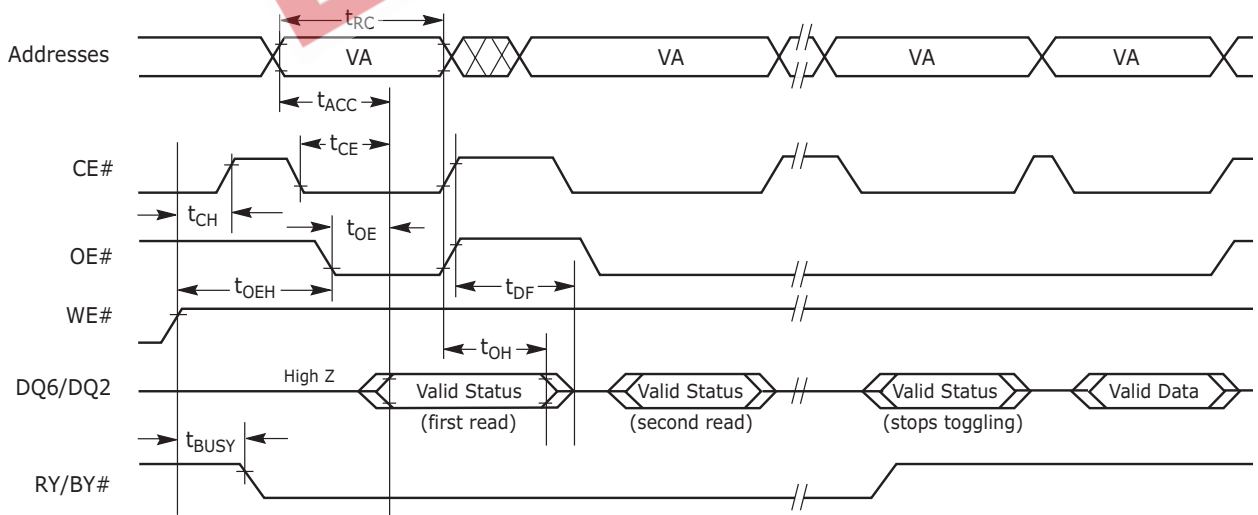 tRC
Addresses VA VA VA VA
tACC
tCE
CE#
tCH
tOE
OE#
tOEH
tDF
WE#
tOH
High Z
DQ6/DQ2 Valid Status Valid Status Valid Status Valid Data
(first read) (second read) (stops toggling)
tBUSY
RY/BY#